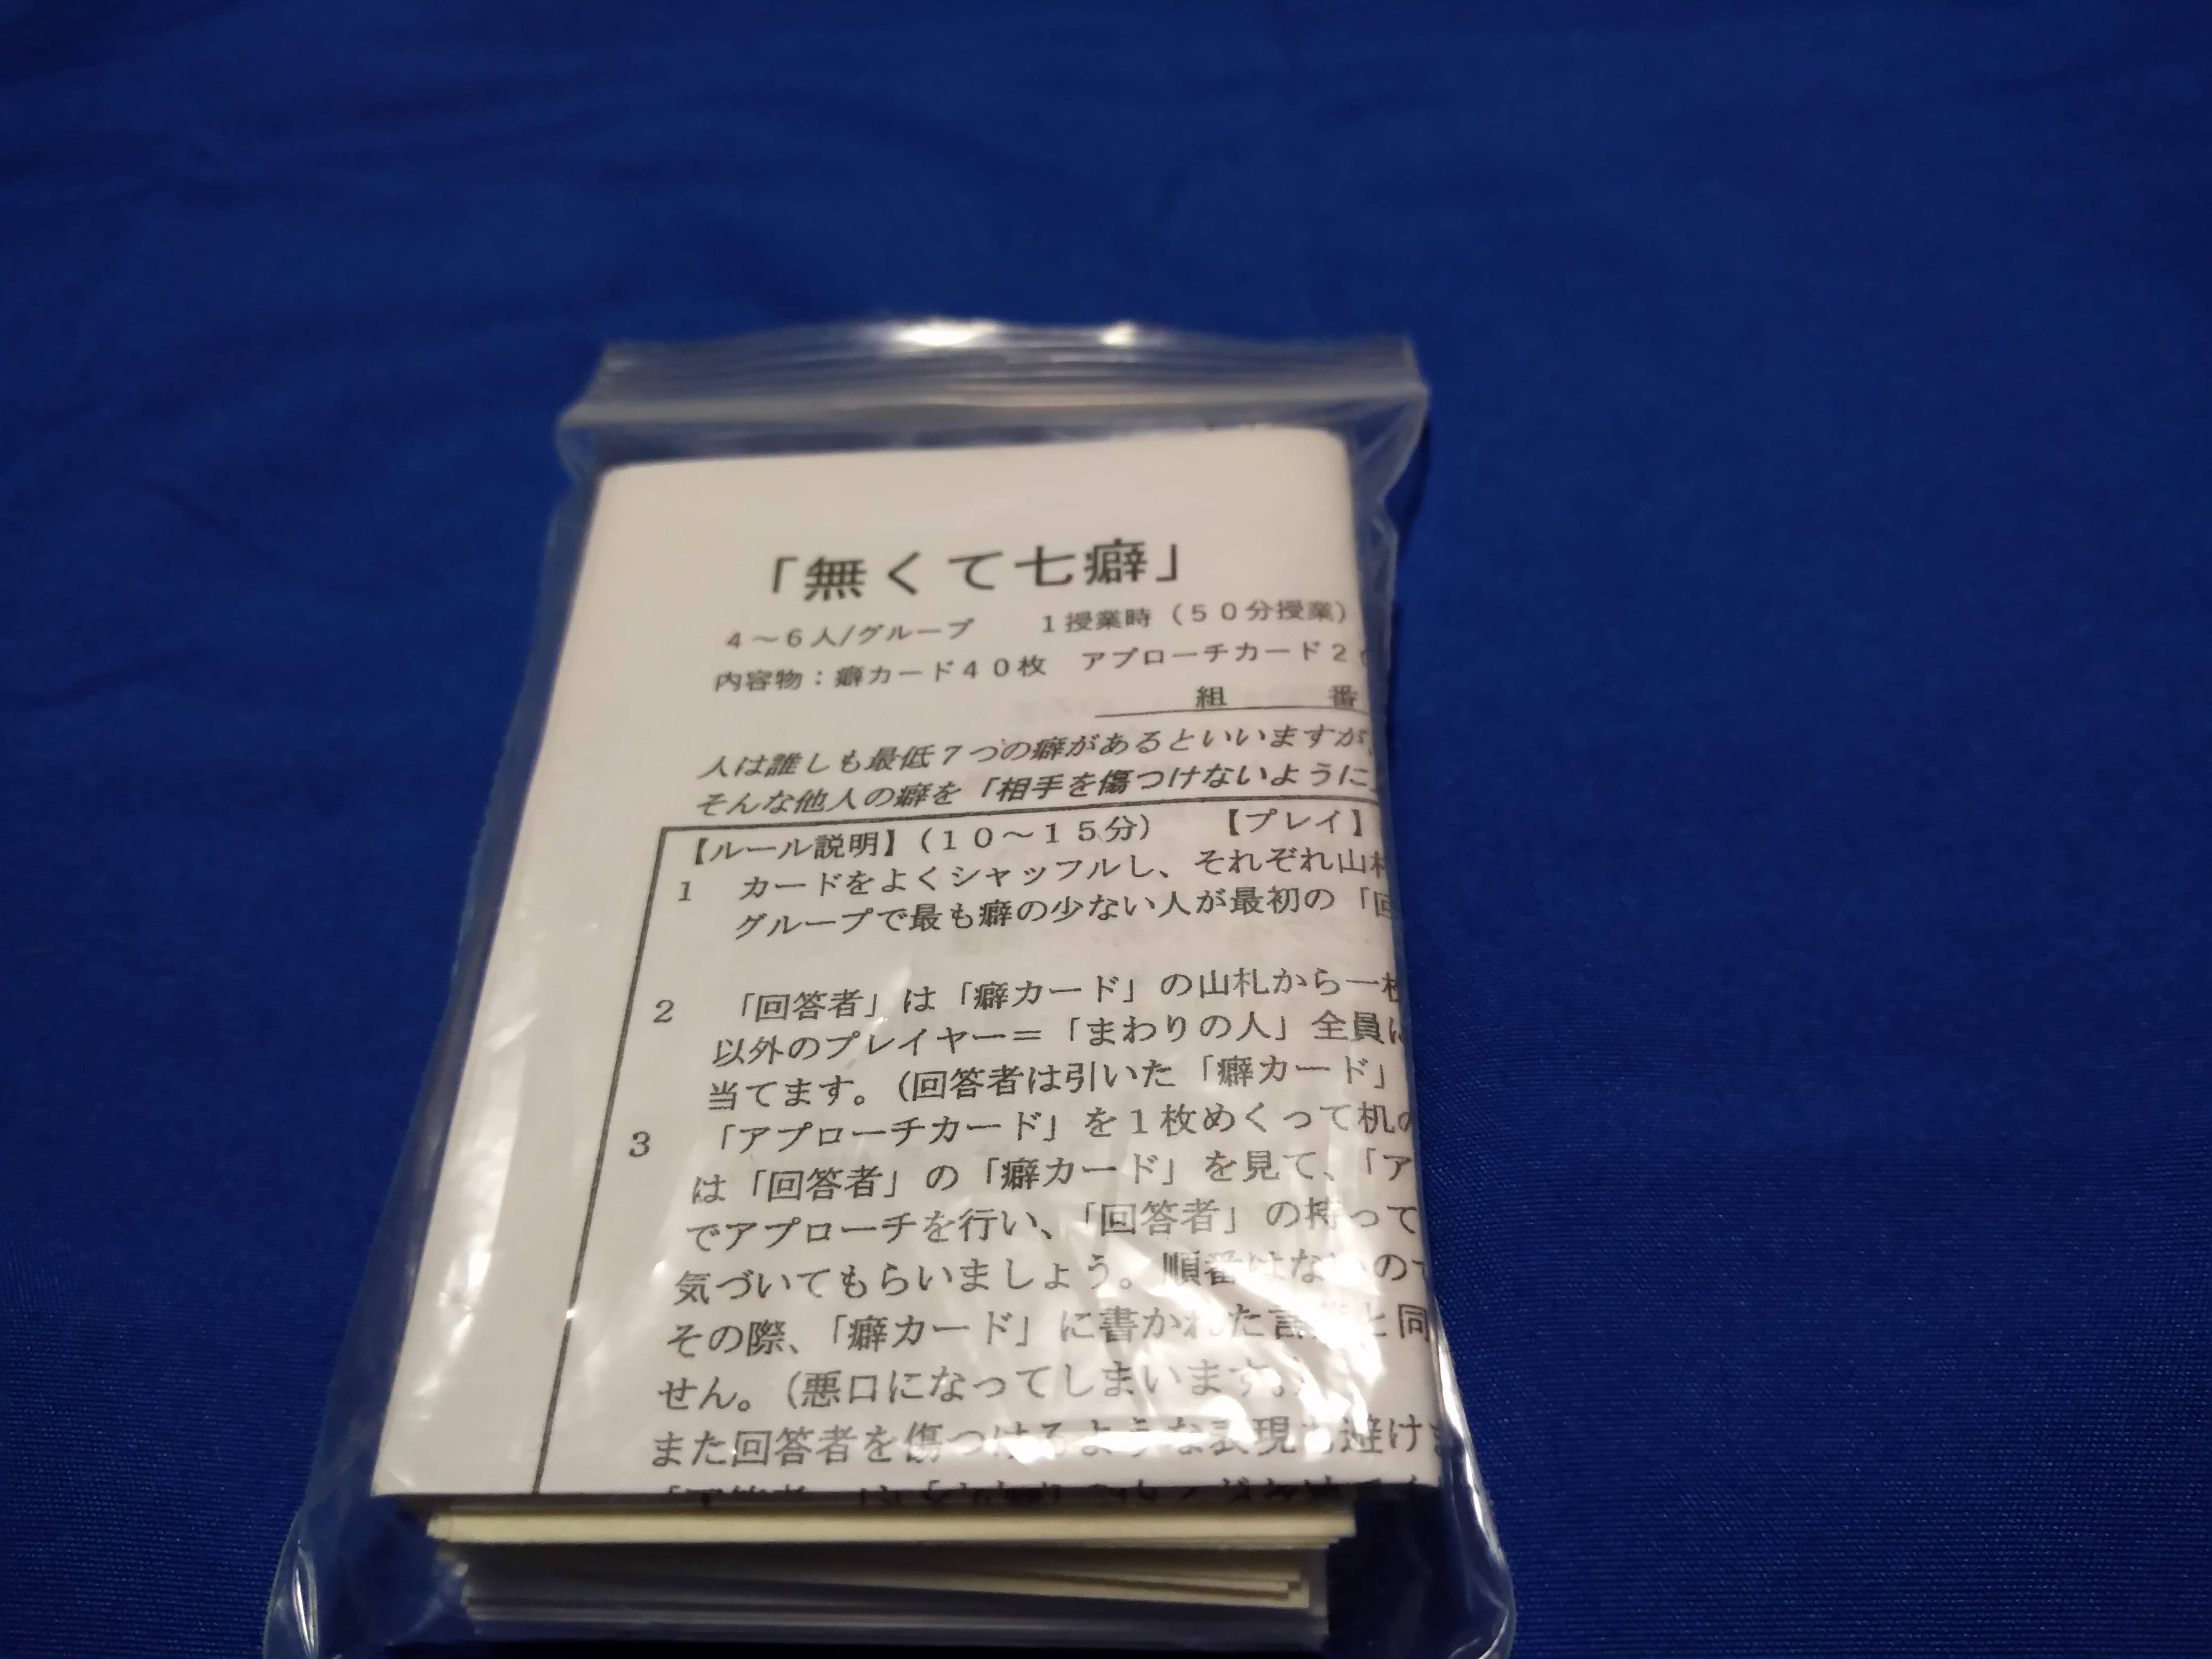 「無くて七癖」
4～6人/グループ　1授業時（50分授業）
内容物：癖カード40枚　アプローチカード2
組　番
人は誰しも最低7つの癖があるといいますが、
そんな他人の癖を「相手を傷つけないように」
【ルール説明】（10～15分）　【プレイ】
1　カードをよくシャッフルし、それぞれ山札
グループで最も癖の少ない人が最初の「回
2　「回答者」は「癖カード」の山札から一枚
以外のプレイヤー＝「まわりの人」全員に
当てます。（回答者は引いた「癖カード」
3　「アプローチカード」を1枚めくって机の
は「回答者」の「癖カード」を見て、「ア
でアプローチを行い、「回答者」の持って
気づいてもらいましょう。順番はないので
その際、「癖カード」に書かれた言葉と同
せん。（悪口になってしまいます。）
また回答者を傷つけるような表現も避けま